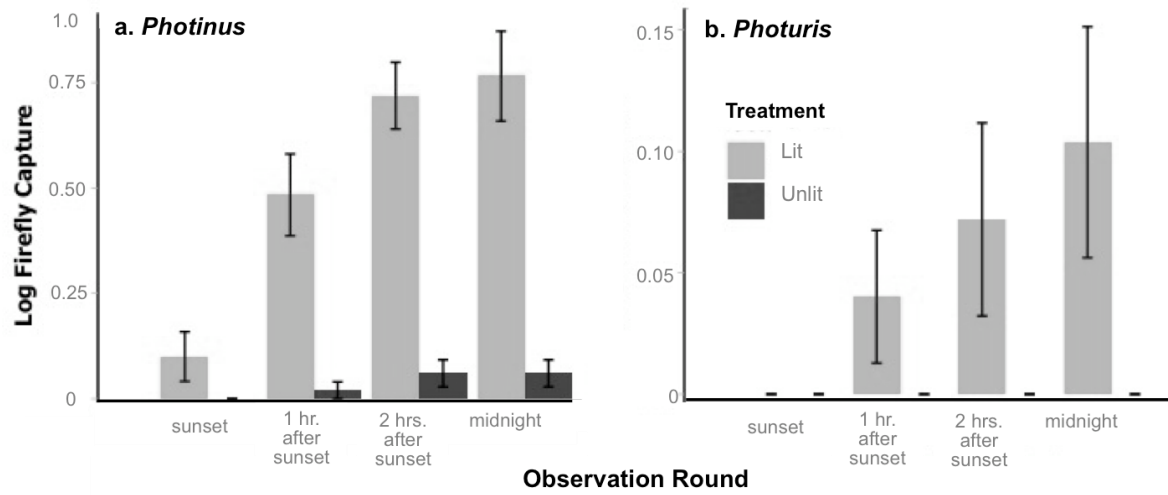 a. Photinus
1.0
0.75
0.50
0.25
0
Log Firefly Capture
sunset
1 hr.
after
sunset
2 hrs.
after
sunset
midnight
b. Photuris
0.15
0.10
0.05
0
Treatment
Lit
Unlit
sunset
1 hr.
after
sunset
2 hrs.
after
sunset
midnight
Observation Round